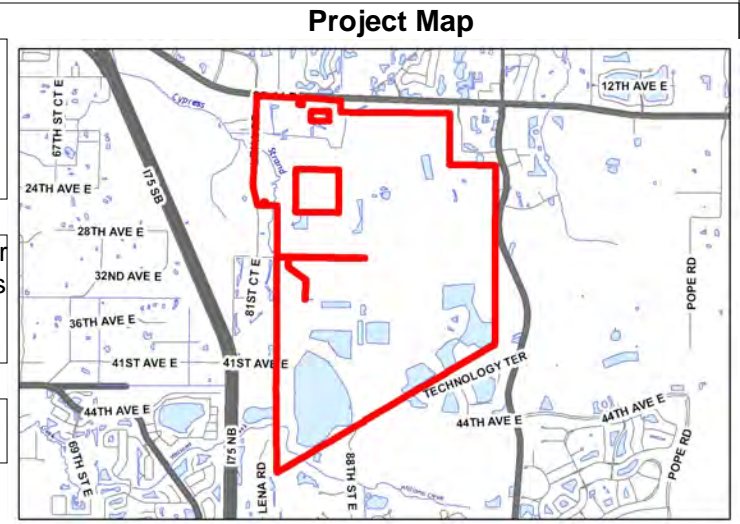 Project Map
12TH AVE E
67TH ST CT E
Cypress
I75 SB
Strand
24TH AVE E
28TH AVE E
r
s
32ND AVE E
81ST CT E
POPE RD
36TH AVE E
41ST AVE E
41ST AVE E
TECHNOLOGY TER
44TH AVE E
44TH AVE E
44TH AVE E
69TH ST E
I75 NB
LENA RD
88TH ST E
POPE RD